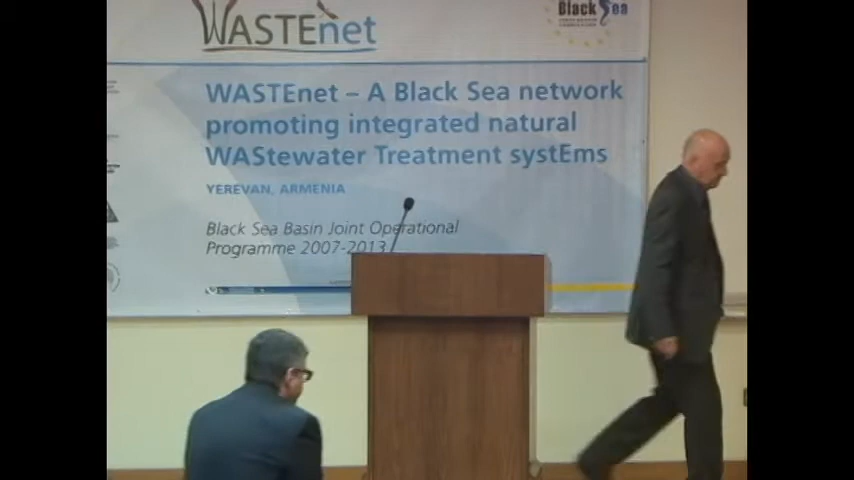 WASTEnet
Black Sea
WASTEnet – A Black Sea network
promoting integrated natural
WAStewater Treatment systEms
YEREVAN, ARMENIA
Black Sea Basin Joint Operational
Programme 2007-2013